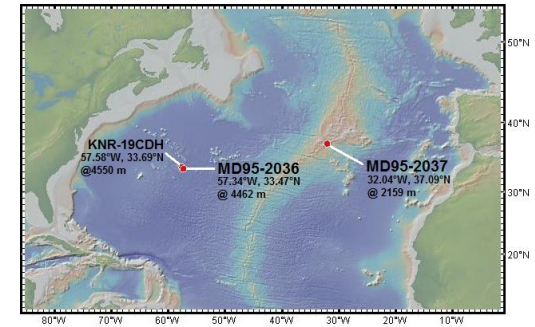 50°N
40°N
30°N
20°N
KNR-19CDH
57.58°W, 33.69°N
@4550 m
MD95-2036
57.34°W, 33.47°N
@ 4462 m
MD95-2037
32.04°W, 37.09°N
@ 2159 m
80°W 70°W 60°W 50°W 40°W 30°W 20°W 10°W